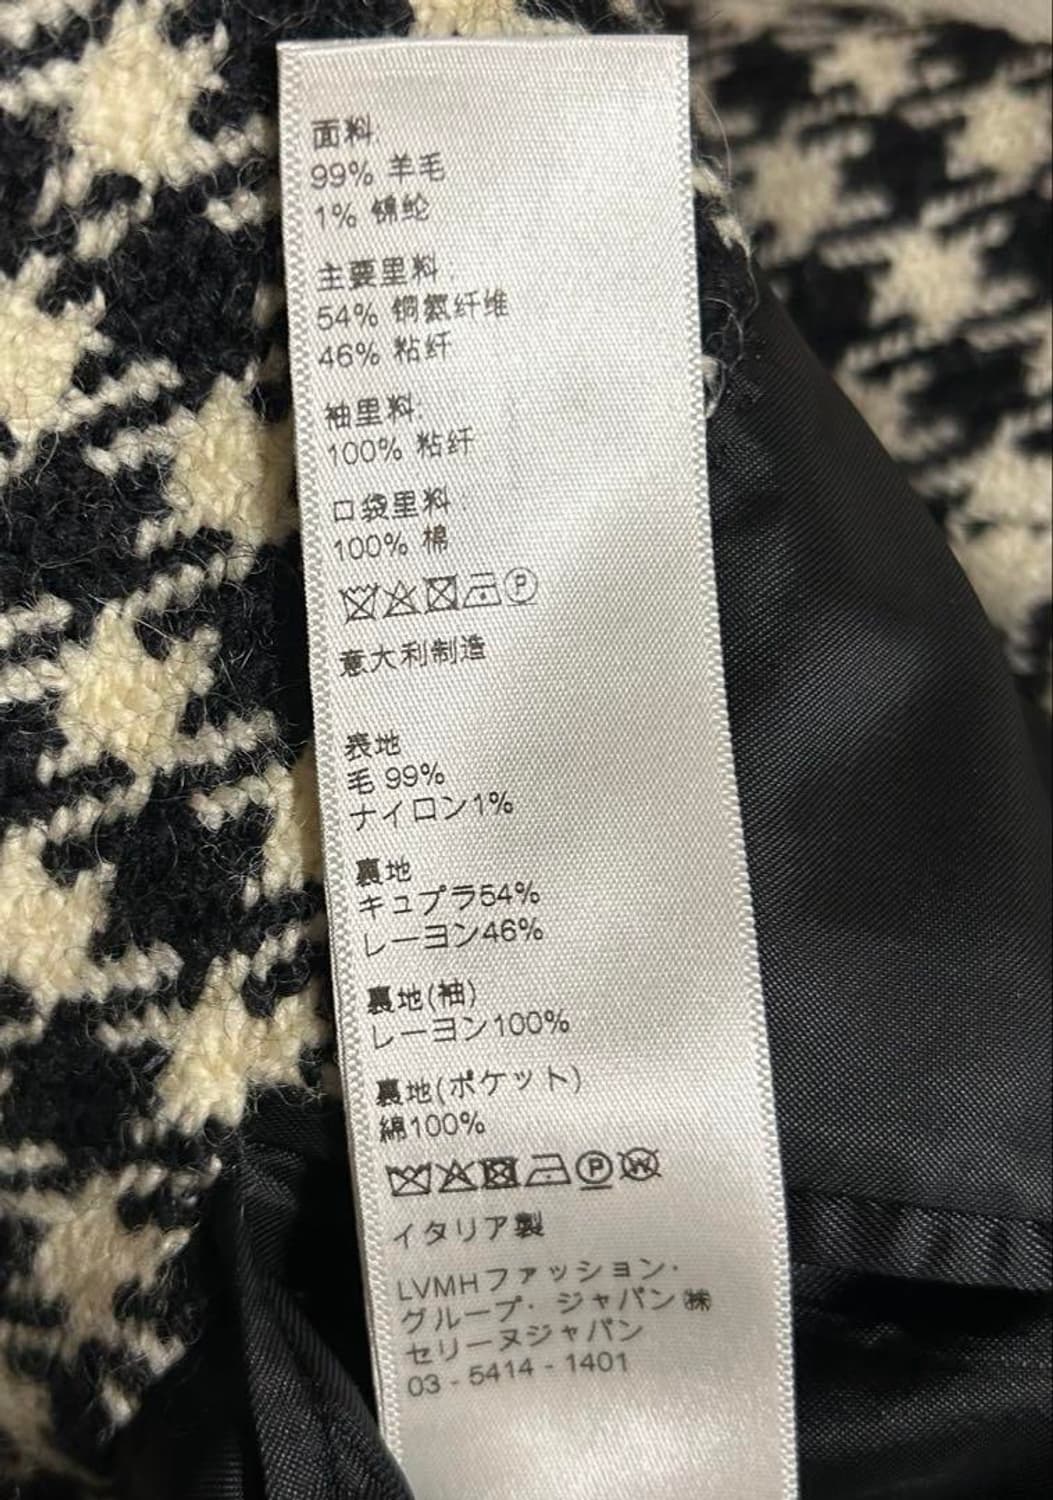 面料:
99% 羊毛
1% 锦纶
主要里料:
54% 铜氨纤维
46% 粘纤
袖里料:
100% 粘纤
口袋里料:
100% 棉
P
意大利制造
表地
毛 99%
ナイロン1%
裏地
キュプラ54%
レーヨン46%
裏地(袖)
レーヨン100%
裏地(ポケット)
綿100%
P W
イタリア製
LVMHファッション・
グループ・ジャパン㈱
セリーヌジャパン
03 - 5414 - 1401